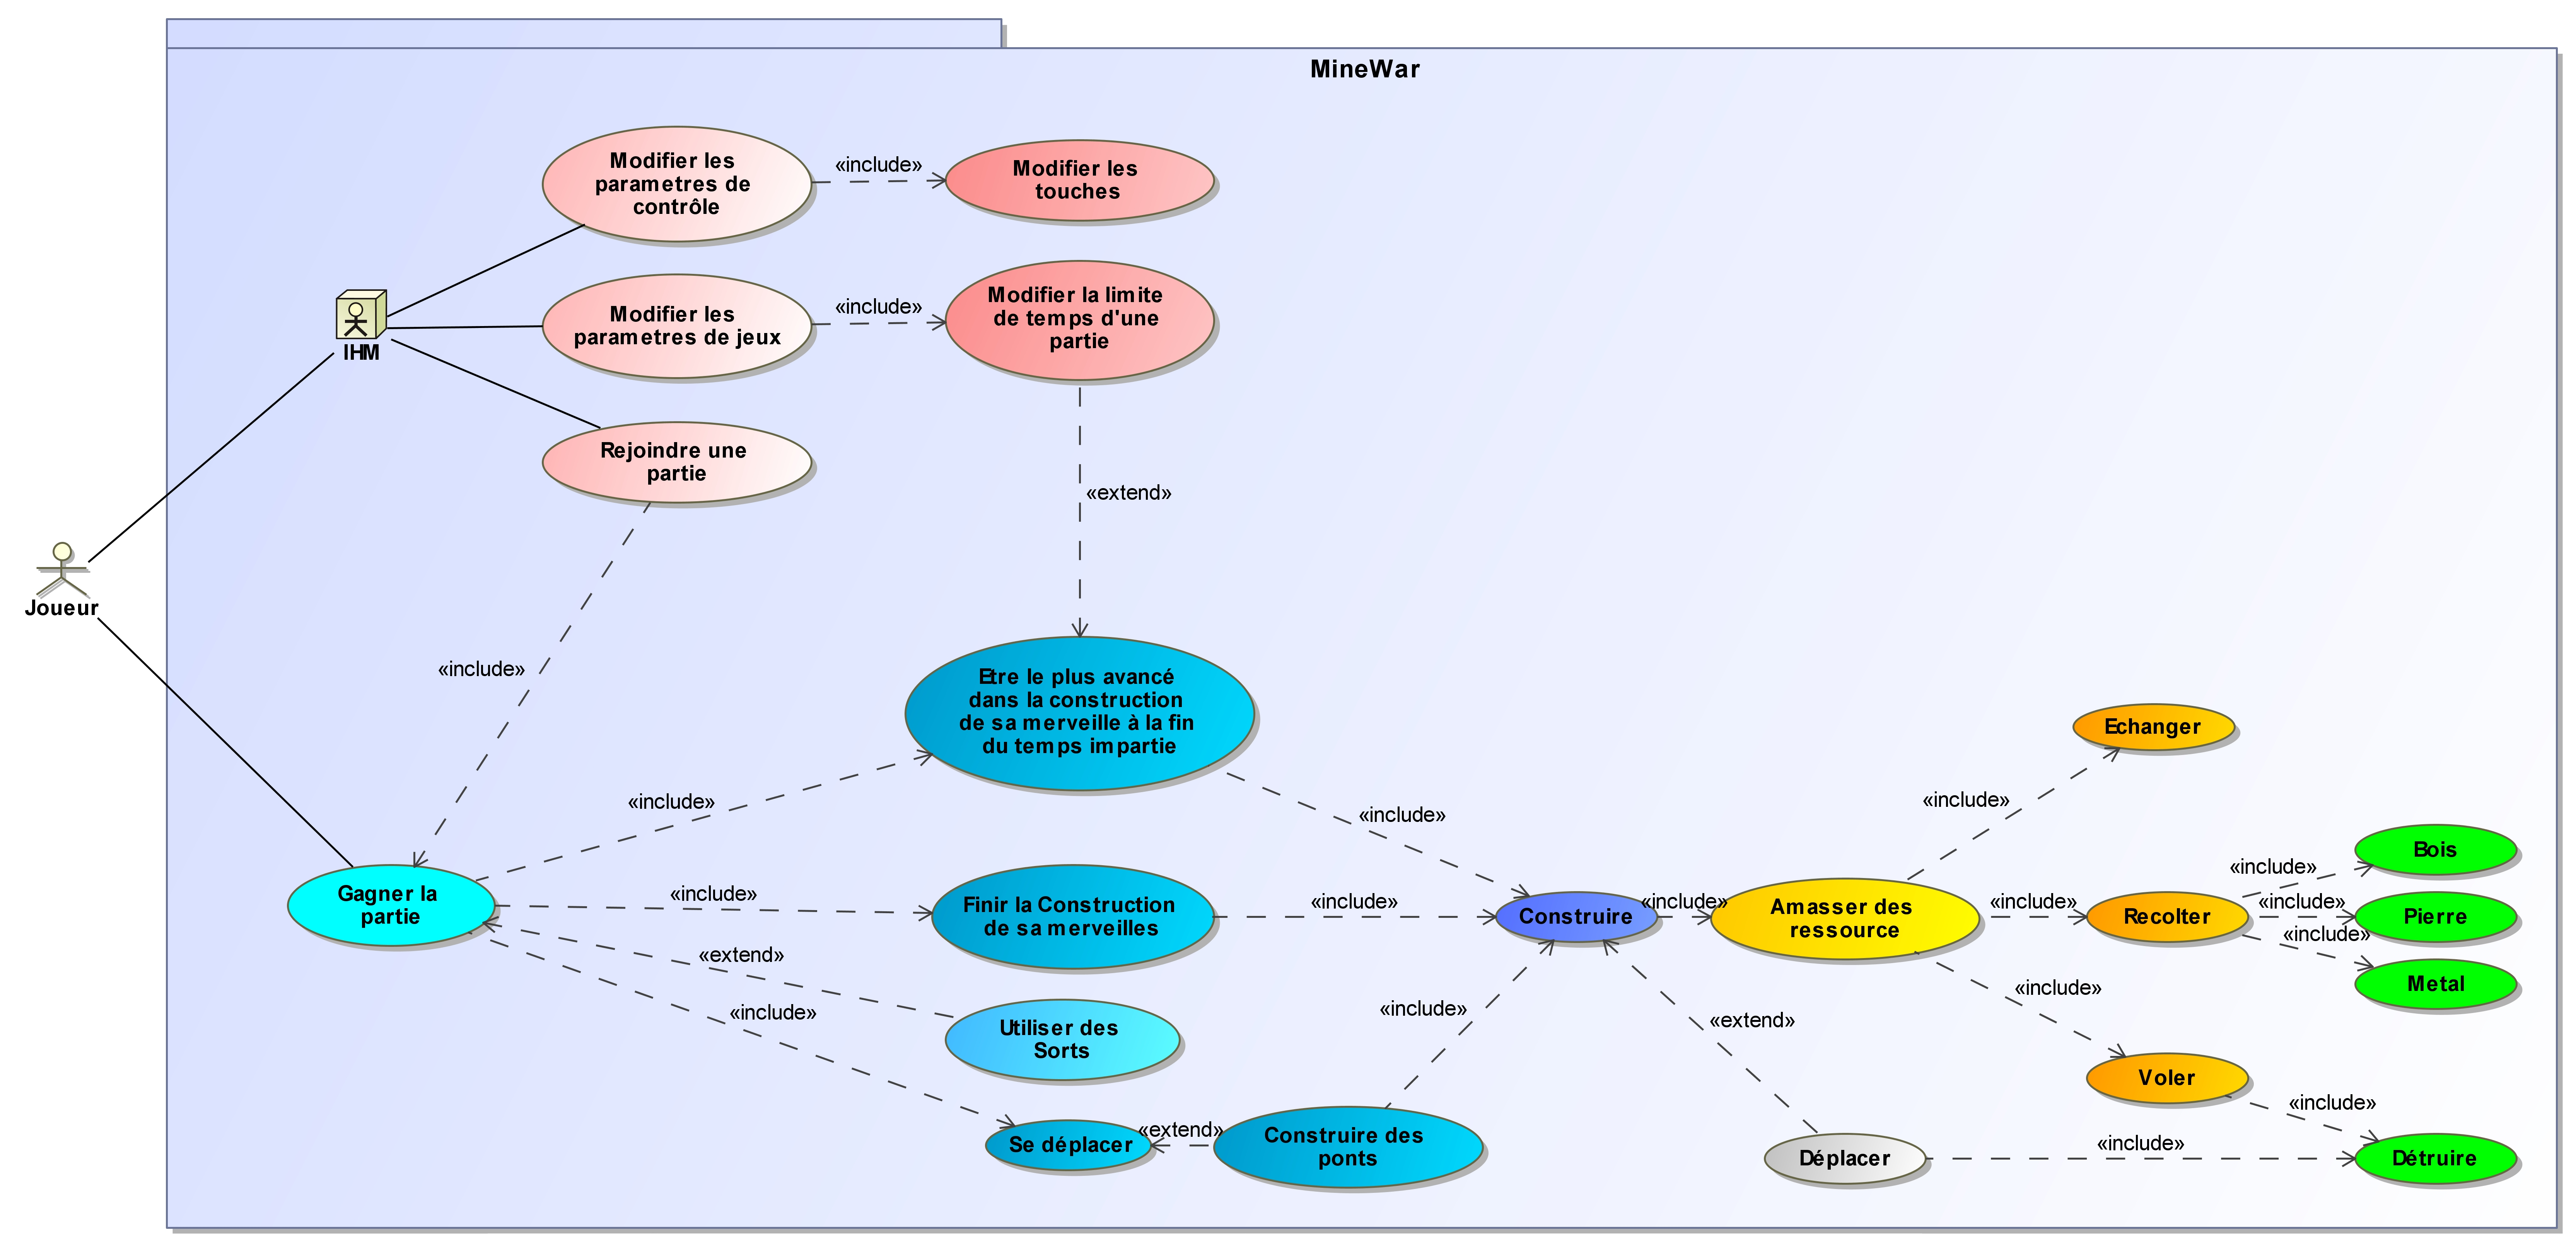 MineWar
Modifier les
parametres de
contrôle
«include»
Modifier les
touches
IHM
Modifier les
parametres de jeux
«include»
Modifier la limite
de temps d'une
partie
Rejoindre une
partie
«extend»
Joueur
«include»
Etre le plus avancé
dans la construction
de sa merveille à la fin
du temps impartie
«include»
«include»
Echanger
«include»
Gagner la
partie
«include»
Finir la Construction
de sa merveilles
«include»
Construire
«include»
Amasser des
ressource
«include»
Recolter
«include»
Bois
«include»
Pierre
«include»
Metal
«extend»
Utiliser des
Sorts
«include»
«include»
«extend»
«include»
Voler
«include»
Se déplacer
«extend»
Construire des
ponts
Déplacer
«include»
Détruire